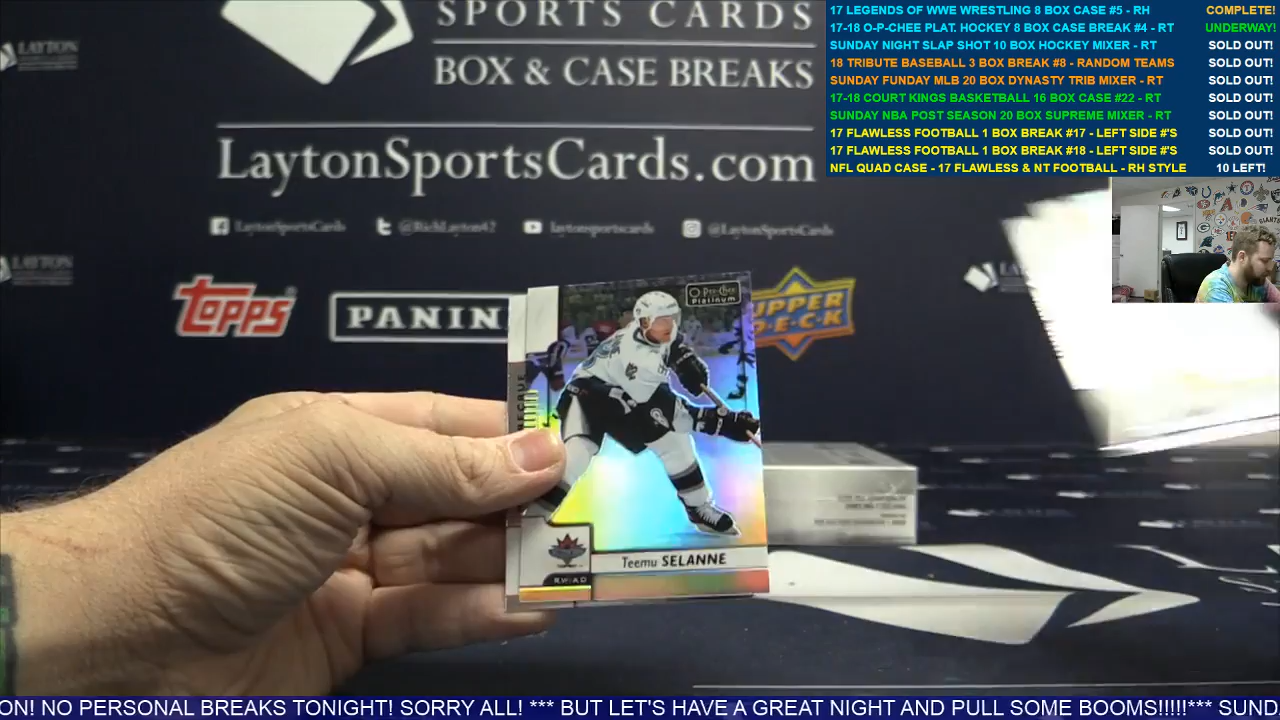 SPORTS CARDS
BOX & CASE BREAKS
LaytonSportsCards.com
LaytonSportsCards
@RichLayton42
laytonsportscards
@LaytonSportsCards
LAYTON
LAYTON
TOPPS
PANINI
UPPER
D·E·C·K
O-Pee-Chee
Platinum
Teemu SELANNE
RW/AD
17 LEGENDS OF WWE WRESTLING 8 BOX CASE #5 - RH COMPLETE!
17-18 O-P-CHEE PLAT. HOCKEY 8 BOX CASE BREAK #4 - RT UNDERWAY!
SUNDAY NIGHT SLAP SHOT 10 BOX HOCKEY MIXER - RT SOLD OUT!
18 TRIBUTE BASEBALL 3 BOX BREAK #8 - RANDOM TEAMS SOLD OUT!
SUNDAY FUNDAY MLB 20 BOX DYNASTY TRIB MIXER - RT SOLD OUT!
17-18 COURT KINGS BASKETBALL 16 BOX CASE #22 - RT SOLD OUT!
SUNDAY NBA POST SEASON 20 BOX SUPREME MIXER - RT SOLD OUT!
17 FLAWLESS FOOTBALL 1 BOX BREAK #17 - LEFT SIDE #'S SOLD OUT!
17 FLAWLESS FOOTBALL 1 BOX BREAK #18 - LEFT SIDE #'S SOLD OUT!
NFL QUAD CASE - 17 FLAWLESS & NT FOOTBALL - RH STYLE 10 LEFT!
GIANTS
ON! NO PERSONAL BREAKS TONIGHT! SORRY ALL! *** BUT LET'S HAVE A GREAT NIGHT AND PULL SOME BOOMS!!!!!*** SUND